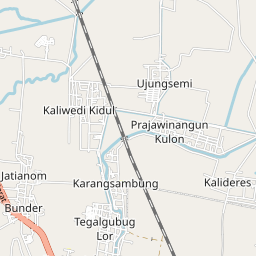 Ujungsemi
Kaliwedi Kidul
Prajawinangun
Kulon
Jatianom
Karangsambung
Kalideres
Bunder
Tegalgubug
Lor